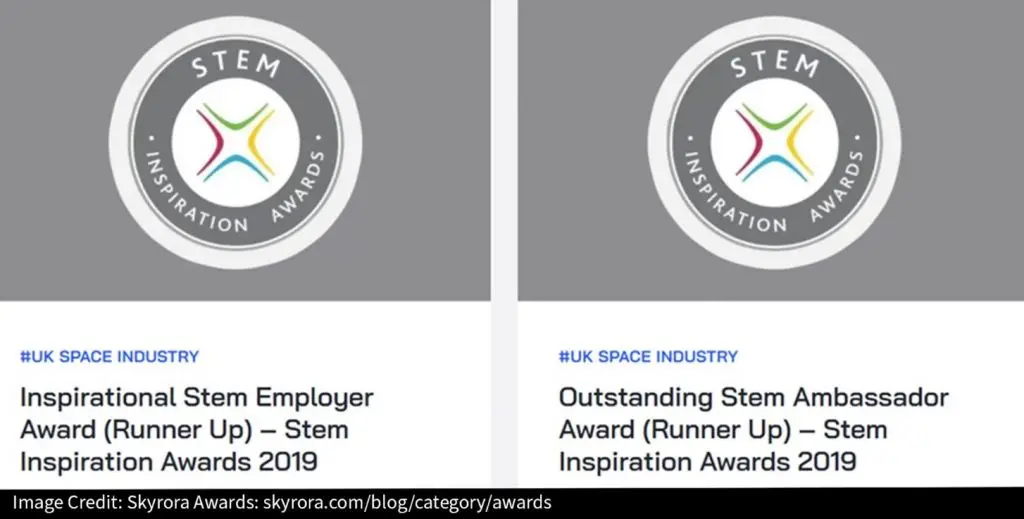 STEM
INSPIRATION AWARDS
#UK SPACE INDUSTRY
Inspirational Stem Employer
Award (Runner Up) – Stem
Inspiration Awards 2019
STEM
INSPIRATION AWARDS
#UK SPACE INDUSTRY
Outstanding Stem Ambassador
Award (Runner Up) – Stem
Inspiration Awards 2019
Image Credit: Skyrora Awards: skyrora.com/blog/category/awards